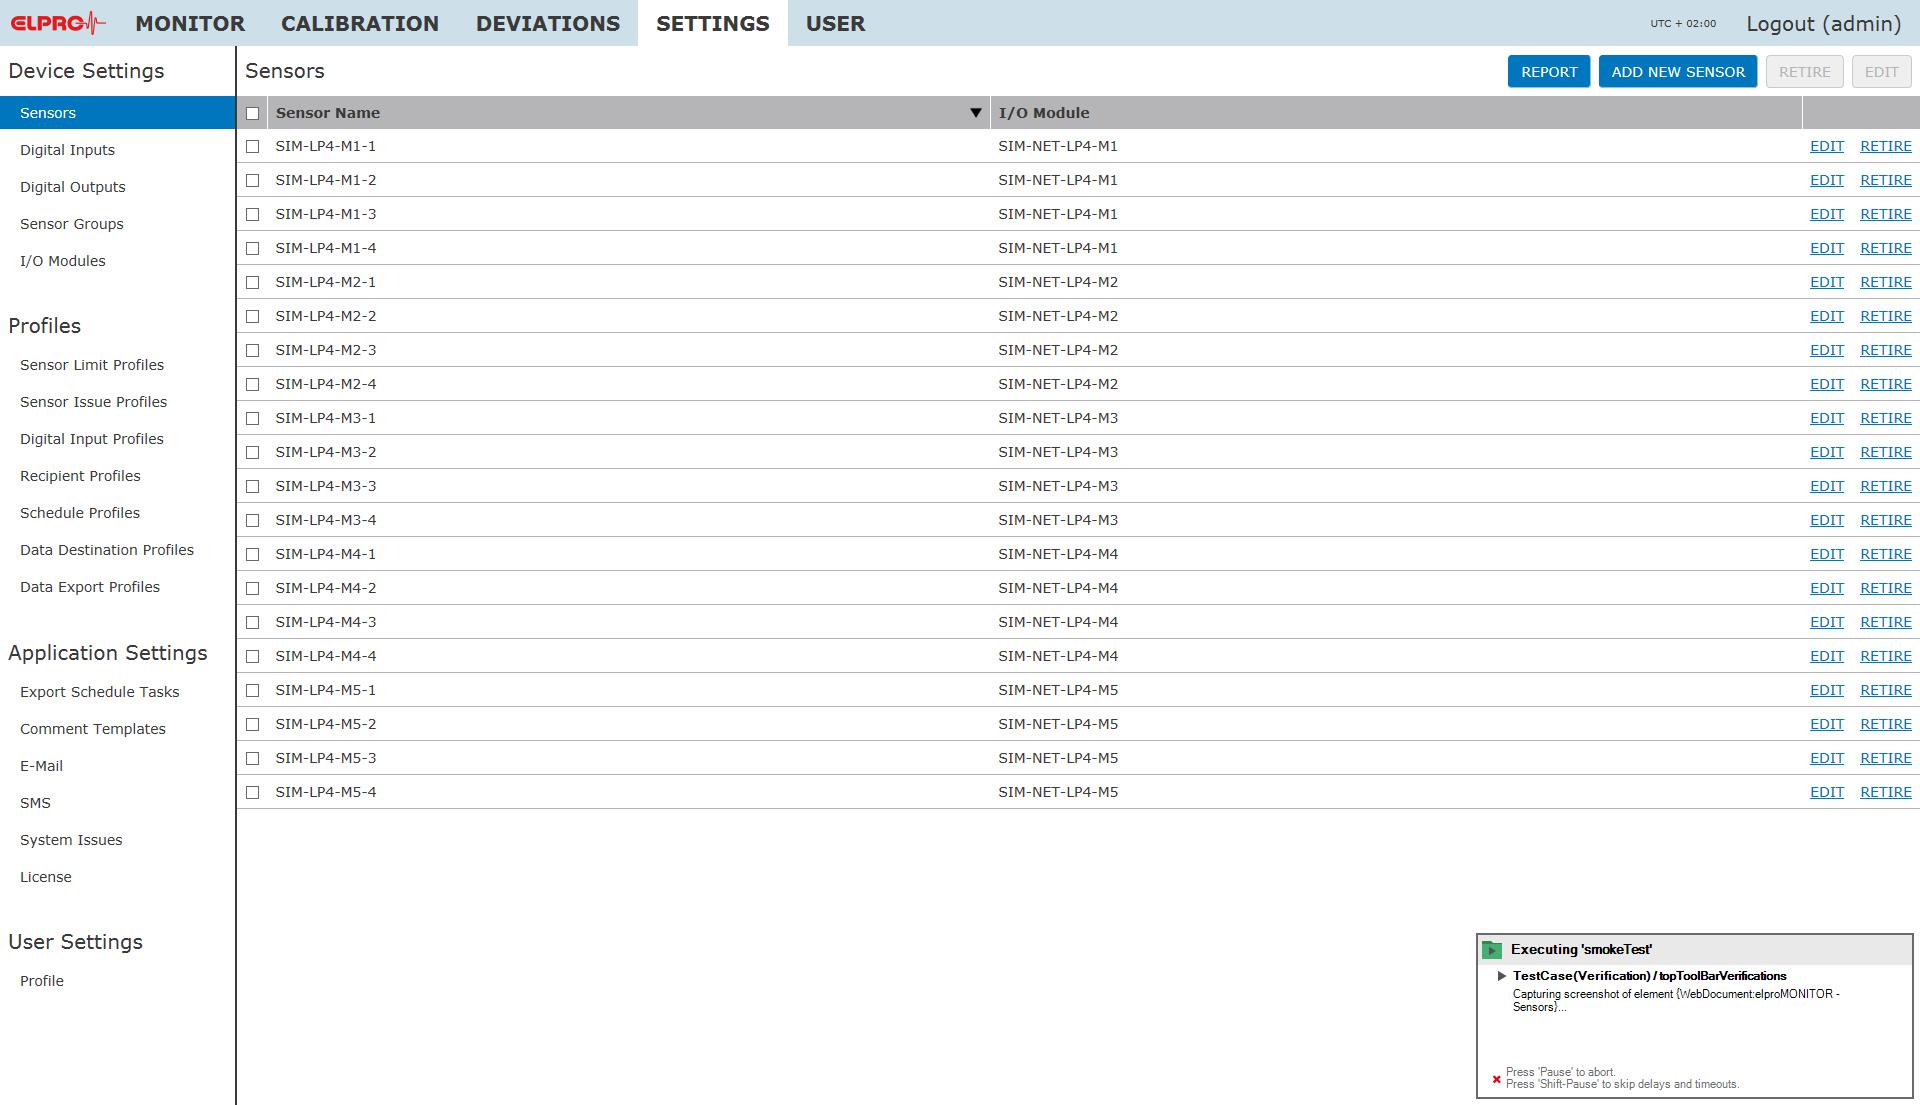 ELPRO MONITOR CALIBRATION DEVIATIONS SETTINGS USER UTC + 02:00 Logout (admin)
Device Settings
Sensors
Digital Inputs
Digital Outputs
Sensor Groups
I/O Modules
Profiles
Sensor Limit Profiles
Sensor Issue Profiles
Digital Input Profiles
Recipient Profiles
Schedule Profiles
Data Destination Profiles
Data Export Profiles
Application Settings
Export Schedule Tasks
Comment Templates
E-Mail
SMS
System Issues
License
User Settings
Profile
Sensors REPORT ADD NEW SENSOR RETIRE EDIT
Sensor Name I/O Module
SIM-LP4-M1-1 SIM-NET-LP4-M1 EDIT RETIRE
SIM-LP4-M1-2 SIM-NET-LP4-M1 EDIT RETIRE
SIM-LP4-M1-3 SIM-NET-LP4-M1 EDIT RETIRE
SIM-LP4-M1-4 SIM-NET-LP4-M1 EDIT RETIRE
SIM-LP4-M2-1 SIM-NET-LP4-M2 EDIT RETIRE
SIM-LP4-M2-2 SIM-NET-LP4-M2 EDIT RETIRE
SIM-LP4-M2-3 SIM-NET-LP4-M2 EDIT RETIRE
SIM-LP4-M2-4 SIM-NET-LP4-M2 EDIT RETIRE
SIM-LP4-M3-1 SIM-NET-LP4-M3 EDIT RETIRE
SIM-LP4-M3-2 SIM-NET-LP4-M3 EDIT RETIRE
SIM-LP4-M3-3 SIM-NET-LP4-M3 EDIT RETIRE
SIM-LP4-M3-4 SIM-NET-LP4-M3 EDIT RETIRE
SIM-LP4-M4-1 SIM-NET-LP4-M4 EDIT RETIRE
SIM-LP4-M4-2 SIM-NET-LP4-M4 EDIT RETIRE
SIM-LP4-M4-3 SIM-NET-LP4-M4 EDIT RETIRE
SIM-LP4-M4-4 SIM-NET-LP4-M4 EDIT RETIRE
SIM-LP4-M5-1 SIM-NET-LP4-M5 EDIT RETIRE
SIM-LP4-M5-2 SIM-NET-LP4-M5 EDIT RETIRE
SIM-LP4-M5-3 SIM-NET-LP4-M5 EDIT RETIRE
SIM-LP4-M5-4 SIM-NET-LP4-M5 EDIT RETIRE
Executing 'smokeTest'
TestCase(Verification) / topToolBarVerifications
Capturing screenshot of element {WebDocument:elproMONITOR -
Sensors}...
Press 'Pause' to abort.
Press 'Shift-Pause' to skip delays and timeouts.